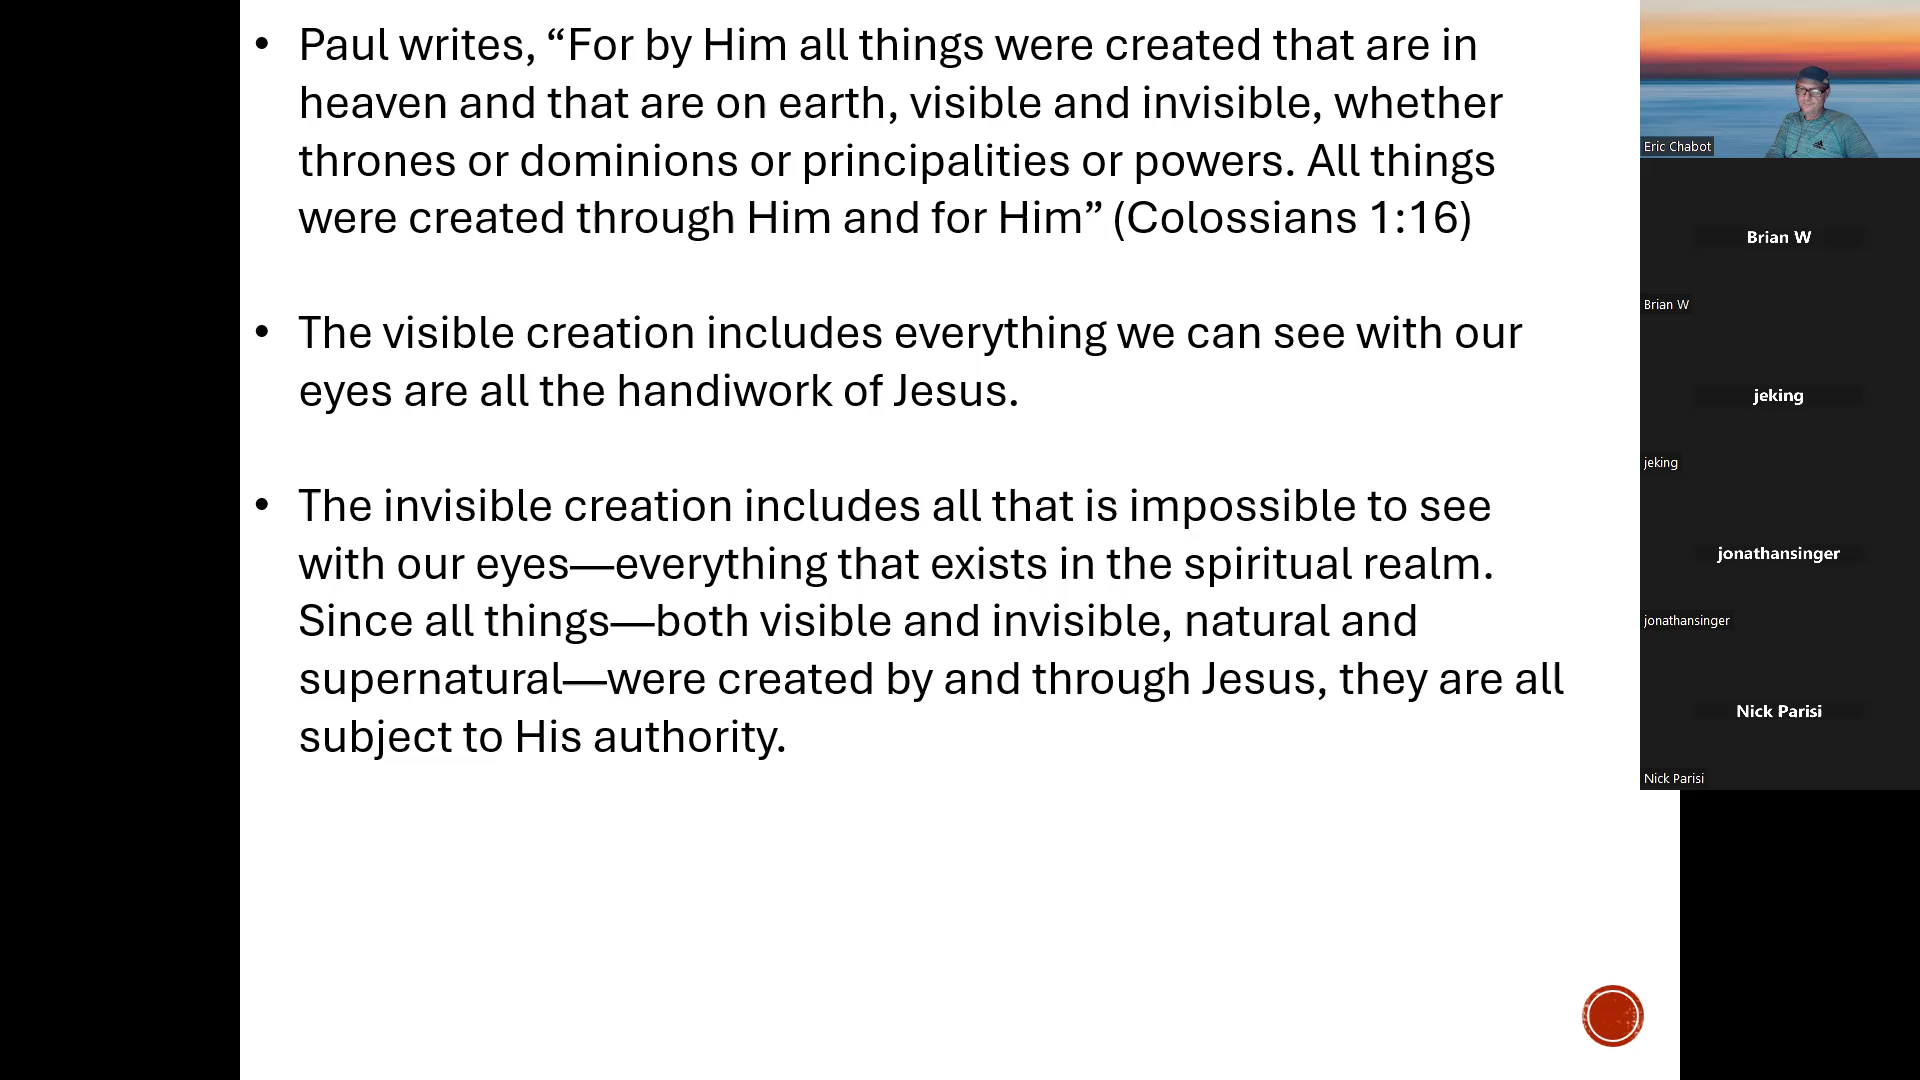 • Paul writes, “For by Him all things were created that are in
heaven and that are on earth, visible and invisible, whether
thrones or dominions or principalities or powers. All things
were created through Him and for Him” (Colossians 1:16)
• The visible creation includes everything we can see with our
eyes are all the handiwork of Jesus.
• The invisible creation includes all that is impossible to see
with our eyes—everything that exists in the spiritual realm.
Since all things—both visible and invisible, natural and
supernatural—were created by and through Jesus, they are all
subject to His authority.
Eric Chabot
Brian W
Brian W
jeking
jeking
jonathansinger
jonathansinger
Nick Parisi
Nick Parisi